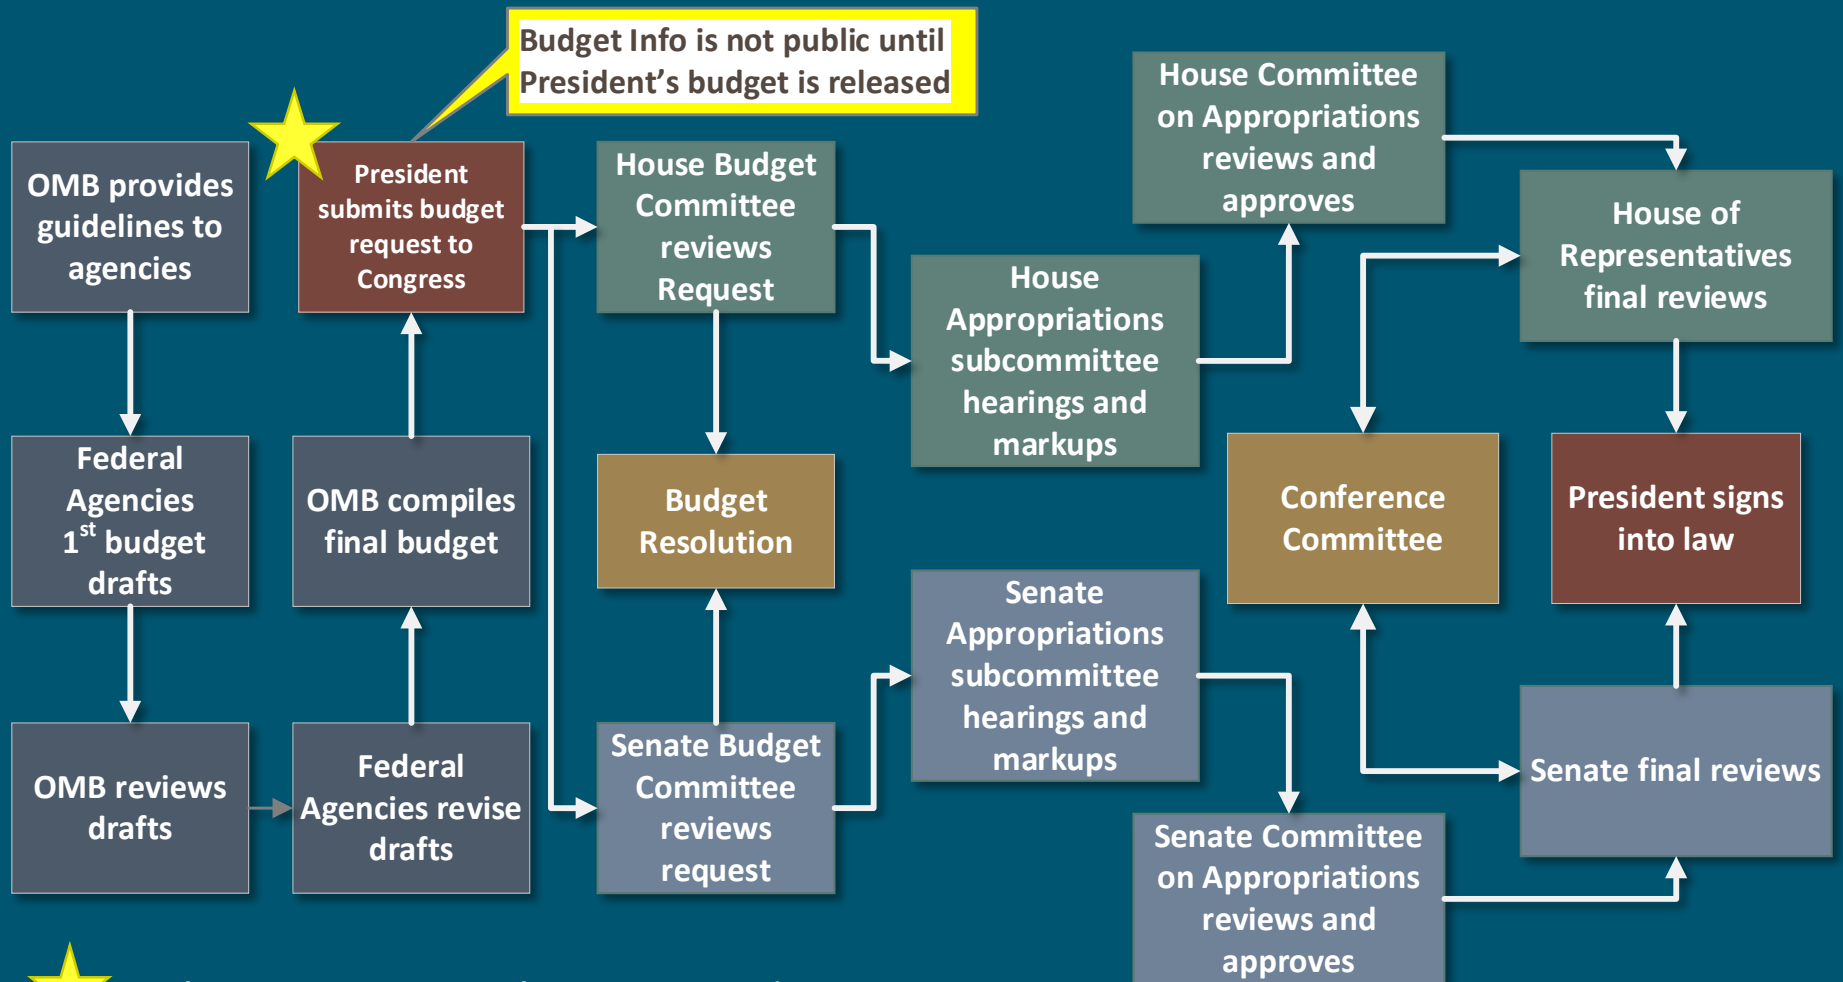 Budget Info is not public until
President's budget is released
OMB provides
guidelines to
agencies
Federal
Agencies
1st budget
drafts
OMB reviews
drafts
Federal
Agencies revise
drafts
OMB compiles
final budget
President
submits budget
request to
Congress
House Budget
Committee
reviews
Request
Budget
Resolution
Senate Budget
Committee
reviews
request
House
Appropriations
subcommittee
hearings and
markups
Senate
Appropriations
subcommittee
hearings and
markups
House Committee
on Appropriations
reviews and
approves
Senate Committee
on Appropriations
reviews and
approves
House of
Representatives
final reviews
Conference
Committee
President signs
into law
Senate final reviews